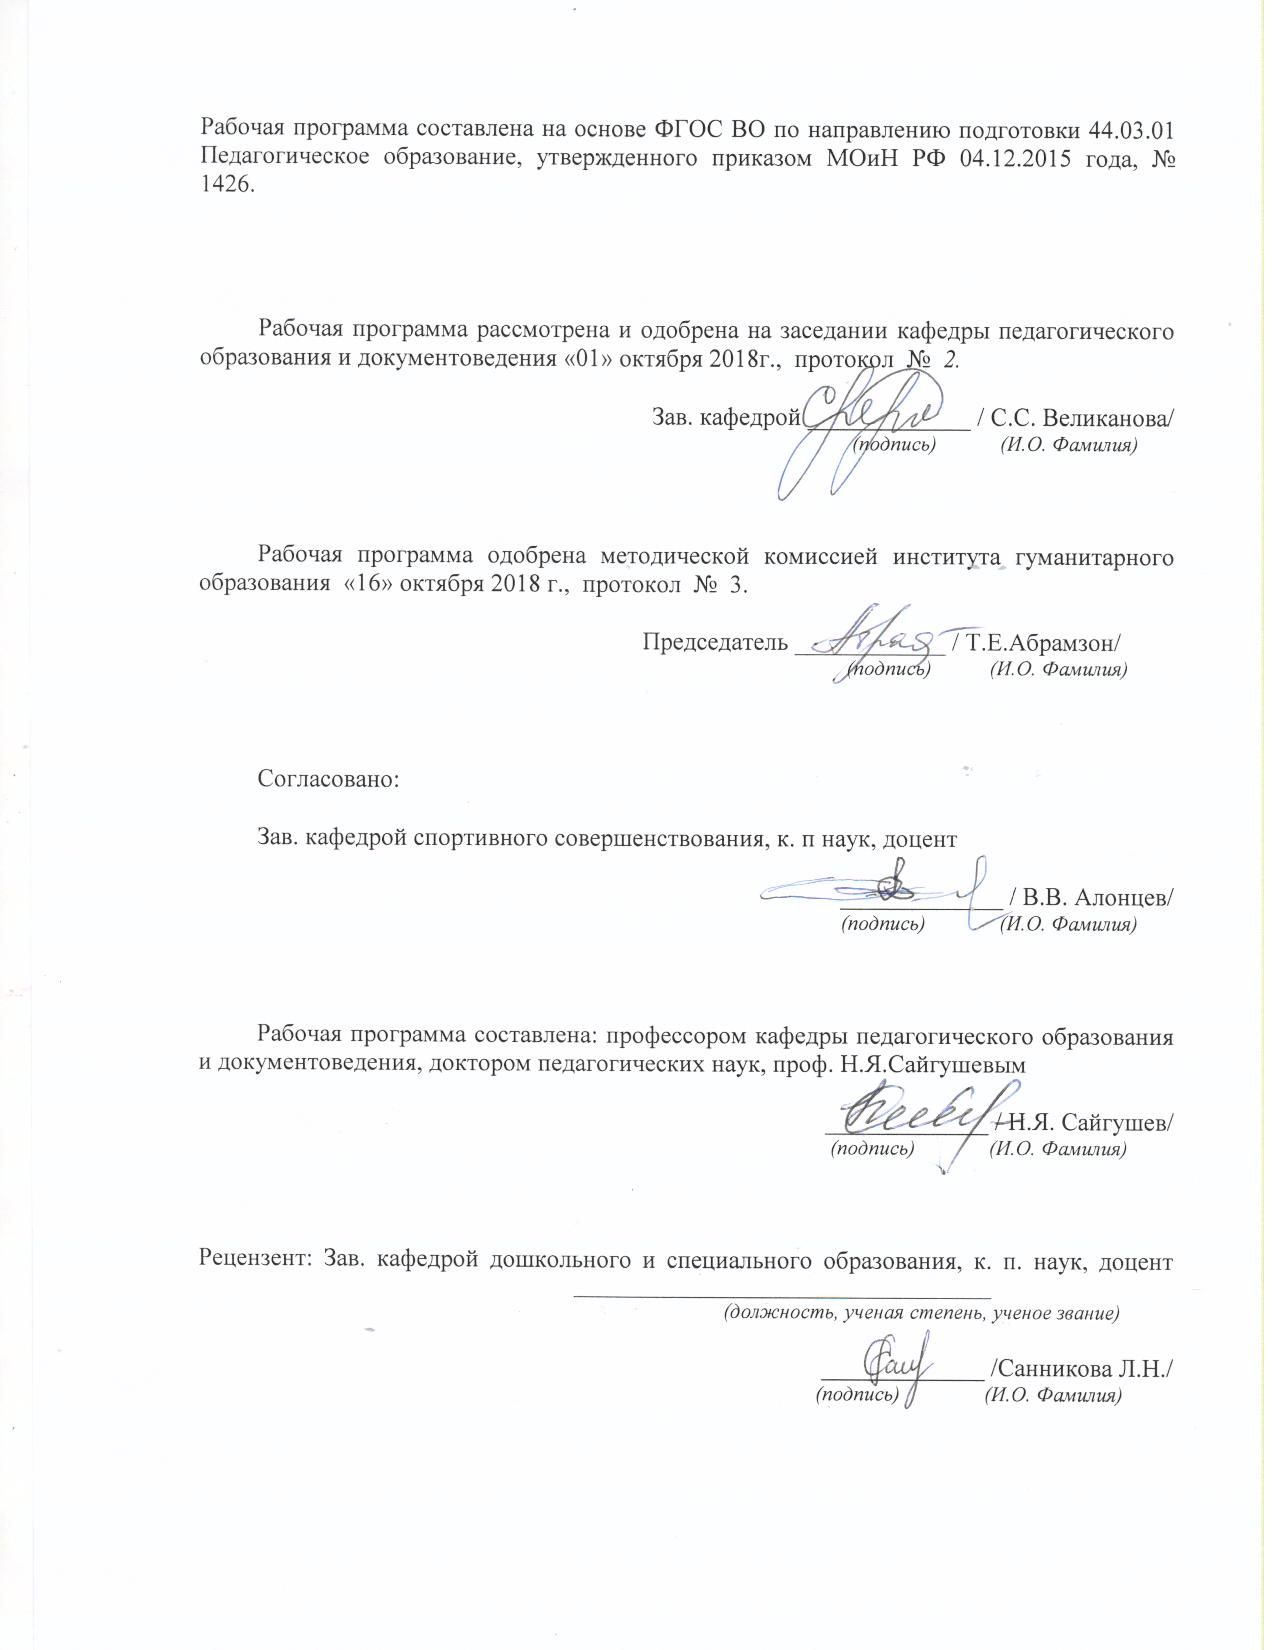 Рабочая программа составлена на основе ФГОС ВО по направлению подготовки 44.03.01
Педагогическое образование, утвержденного приказом МОиН РФ 04.12.2015 года, №
1426.
Рабочая программа рассмотрена и одобрена на заседании кафедры педагогического
образования и документоведения «01» октября 2018г., протокол № 2.
Зав. кафедрой ____________ / С.С. Великанова/
(подпись) (И.О. Фамилия)
Рабочая программа одобрена методической комиссией института гуманитарного
образования «16» октября 2018 г., протокол № 3.
Председатель ____________ / Т.Е.Абрамзон/
(подпись) (И.О. Фамилия)
Согласовано:
Зав. кафедрой спортивного совершенствования, к. п наук, доцент
____________ / В.В. Алонцев/
(подпись) (И.О. Фамилия)
Рабочая программа составлена: профессором кафедры педагогического образования
и документоведения, доктором педагогических наук, проф. Н.Я.Сайгушевым
____________ / Н.Я. Сайгушев/
(подпись) (И.О. Фамилия)
Рецензент: Зав. кафедрой дошкольного и специального образования, к. п. наук, доцент
(должность, ученая степень, ученое звание)
____________ /Санникова Л.Н./
(подпись) (И.О. Фамилия)